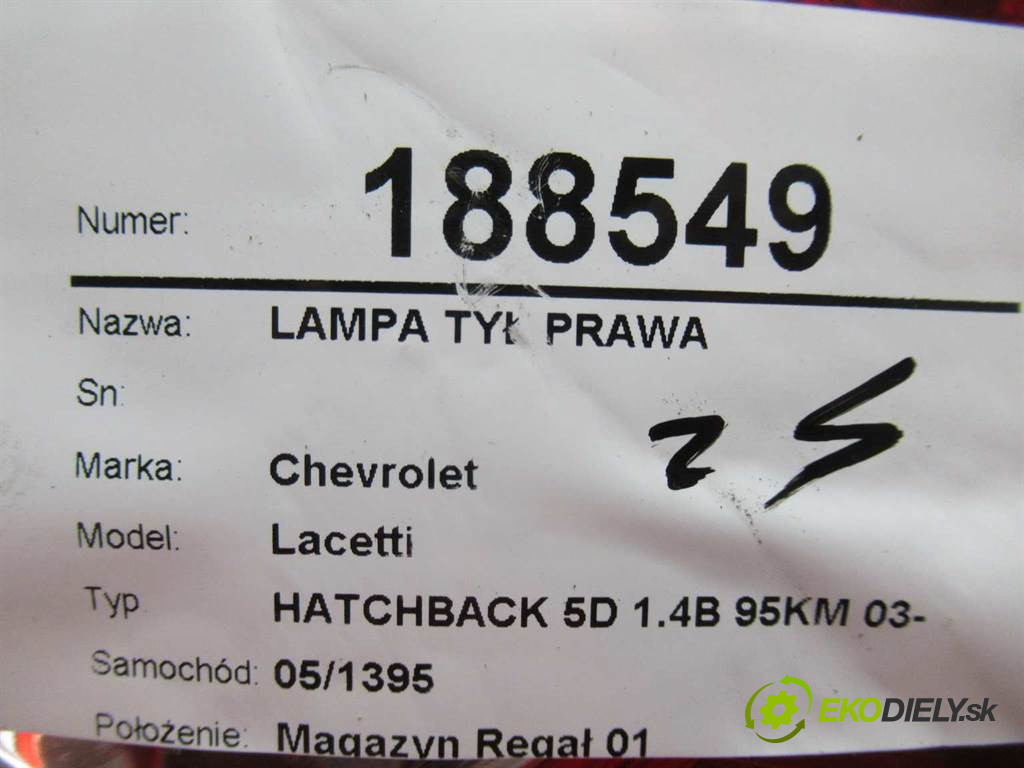 Numer: 188549
Nazwa: LAMPA TYŁ PRAWA
Sn:
Marka: Chevrolet
Model: Lacetti
Typ HATCHBACK 5D 1.4B 95KM 03-
Samochód: 05/1395
Położenie: Magazyn Regał 01
EKODIELY.sk